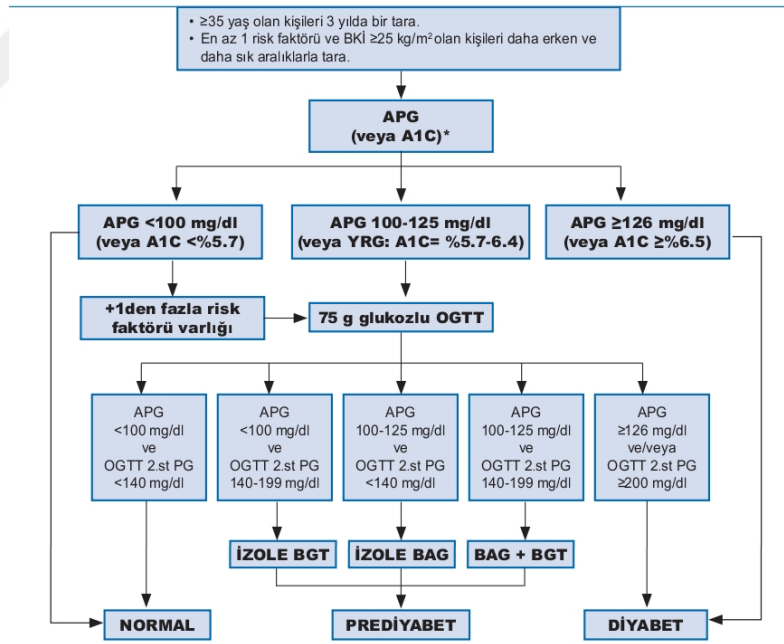 • ≥35 yaş olan kişileri 3 yılda bir tara.
• En az 1 risk faktörü ve BKİ ≥25 kg/m² olan kişileri daha erken ve
daha sık aralıklarla tara.
APG
(veya A1C)*
APG <100 mg/dl
(veya A1C <%5.7)
APG 100-125 mg/dl
(veya YRG: A1C= %5.7-6.4)
APG ≥126 mg/dl
(veya A1C ≥%6.5)
+1den fazla risk
faktörü varlığı
75 g glukozlu OGTT
APG
<100 mg/dl
ve
OGTT 2.st PG
<140 mg/dl
APG
<100 mg/dl
ve
OGTT 2.st PG
140-199 mg/dl
APG
100-125 mg/dl
ve
OGTT 2.st PG
<140 mg/dl
APG
100-125 mg/dl
ve
OGTT 2.st PG
140-199 mg/dl
APG
≥126 mg/dl
ve/veya
OGTT 2.st PG
≥200 mg/dl
İZOLE BGT
İZOLE BAG
BAG + BGT
NORMAL
PREDİYABET
DİYABET